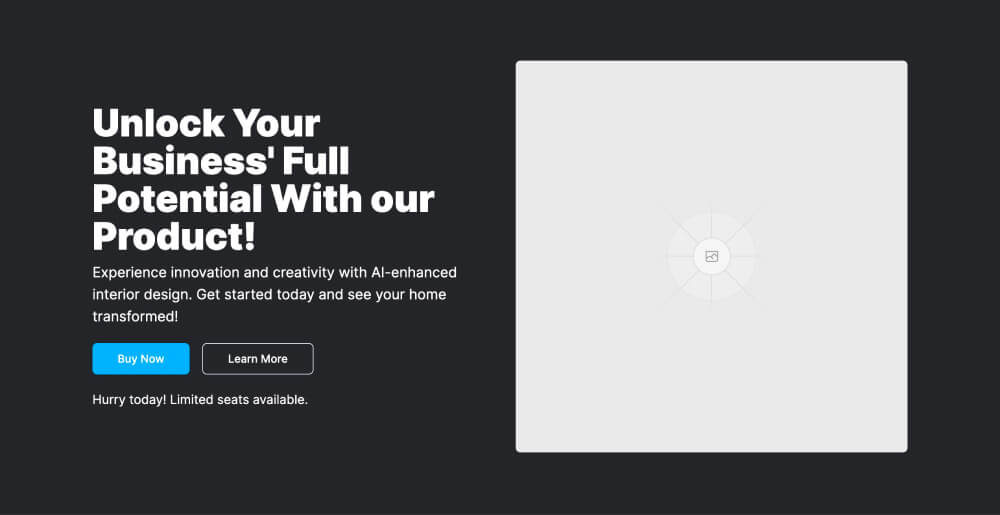 Unlock Your
Business' Full
Potential With our
Product!
Experience innovation and creativity with AI-enhanced
interior design. Get started today and see your home
transformed!
Buy Now
Learn More
Hurry today! Limited seats available.